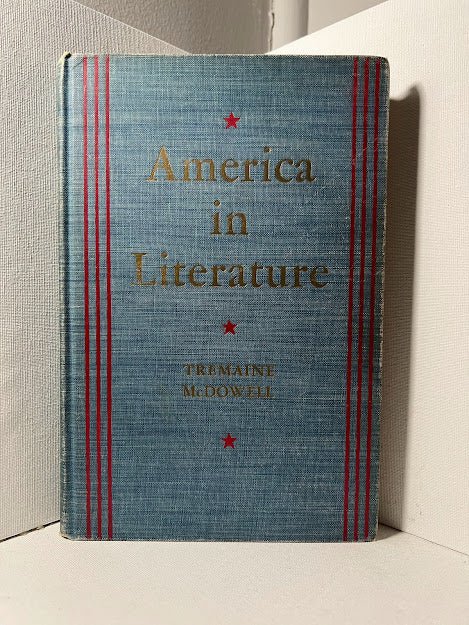 America
in
Literature
TREMAINE
McDOWELL